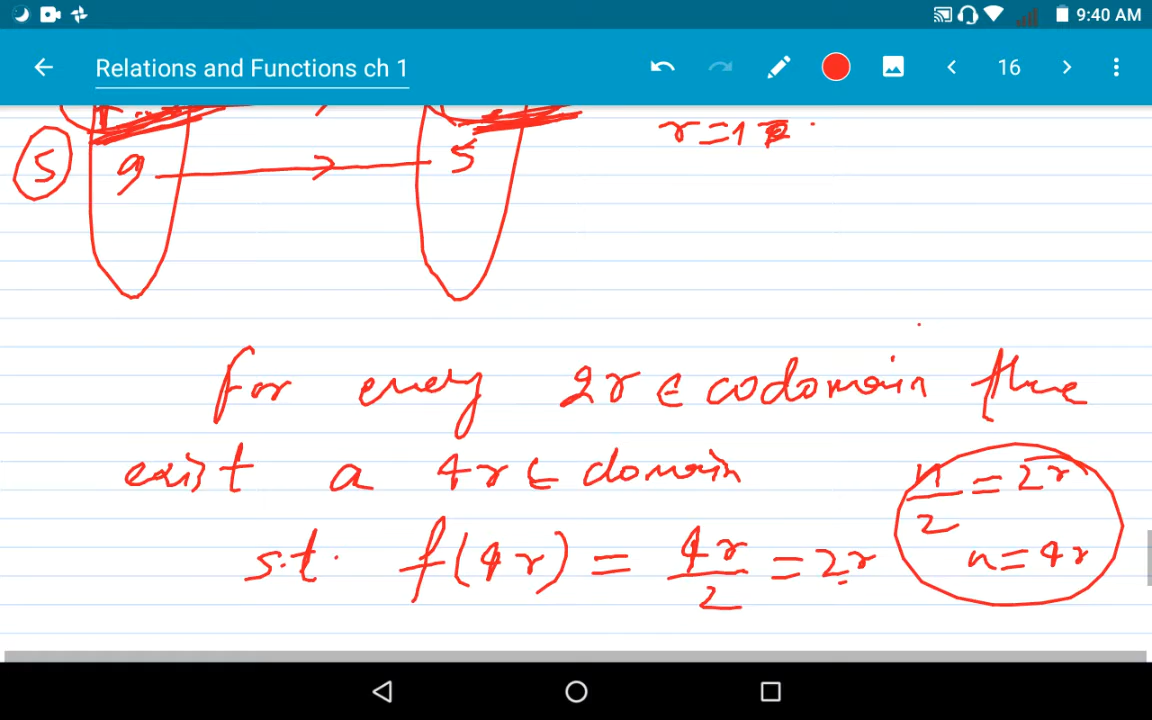 9:40 AM
Relations and Functions ch 1
16
r=1
5 9 5
for every 2r ∈ codomain there
exist a 4r ∈ domain
n/2 = 2r
s.t. f(4r) = 4r/2 = 2r
n=4r